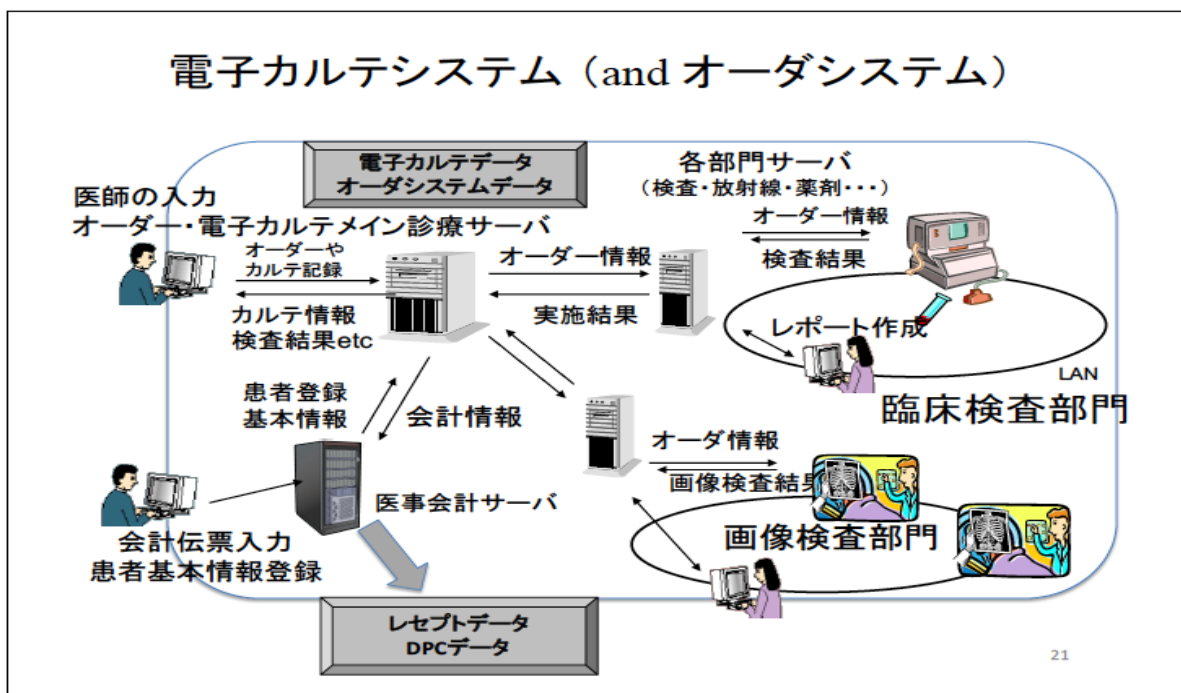 電子カルテシステム（and オーダシステム）
電子カルテデータ
オーダシステムデータ
各部門サーバ
（検査・放射線・薬剤・・・）
医師の入力
オーダー・電子カルテメイン診療サーバ
オーダーや
カルテ記録
オーダー情報
オーダー情報
検査結果
カルテ情報
検査結果etc
実施結果
レポート作成
LAN
臨床検査部門
患者登録
基本情報
会計情報
オーダ情報
画像検査結果
医事会計サーバ
画像検査部門
会計伝票入力
患者基本情報登録
レセプトデータ
DPCデータ
21